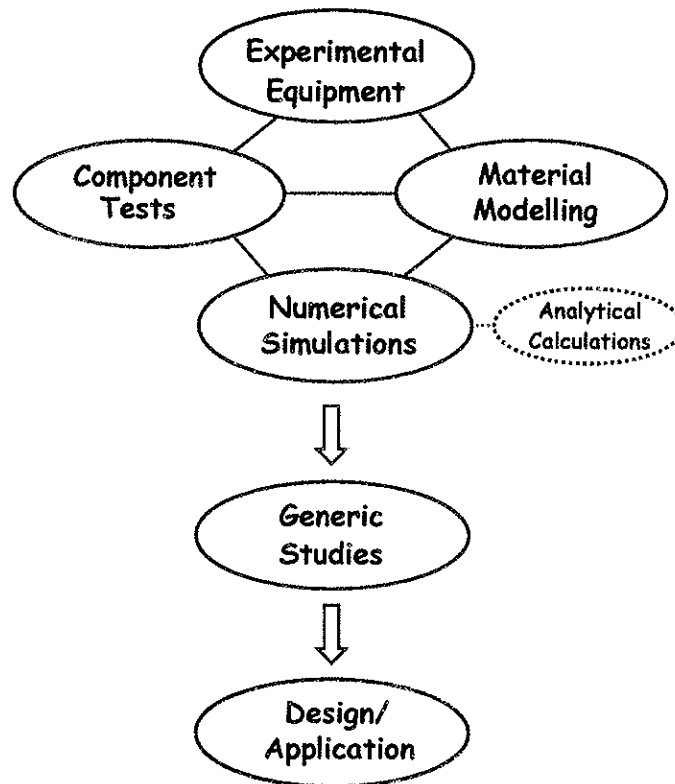 Experimental
Equipment
Component
Tests
Material
Modelling
Numerical
Simulations
Analytical
Calculations
Generic
Studies
Design/
Application